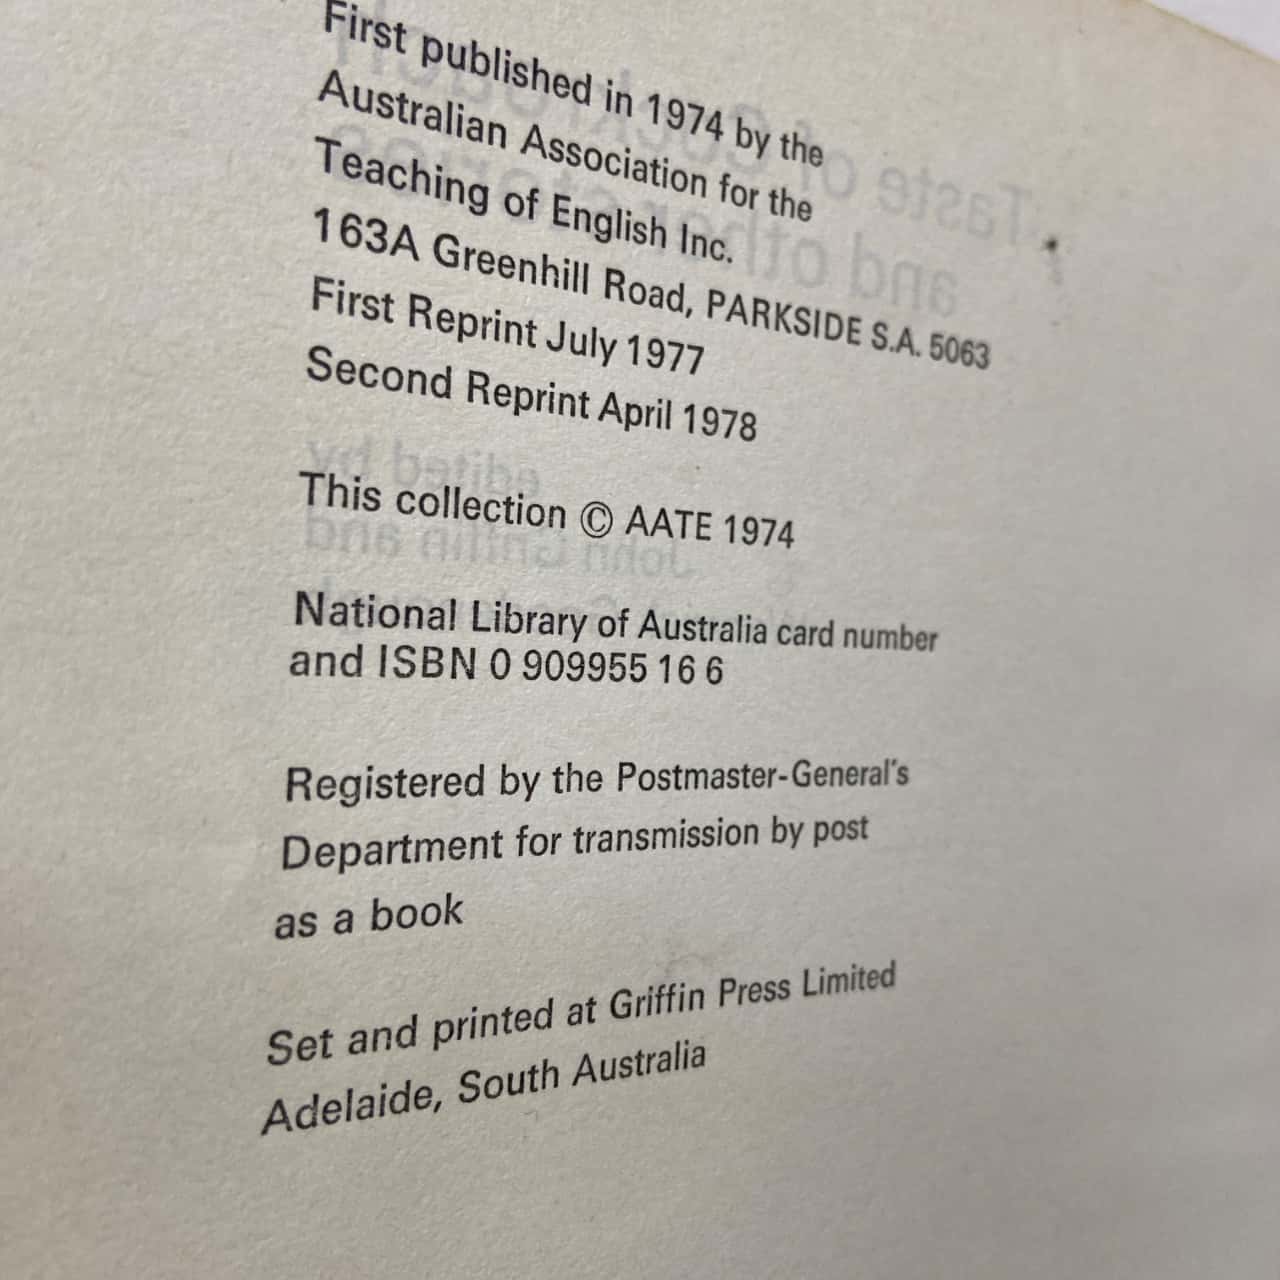 First published in 1974 by the
Australian Association for the
Teaching of English Inc.
163A Greenhill Road, PARKSIDE S.A. 5063
First Reprint July 1977
Second Reprint April 1978
This collection © AATE 1974
National Library of Australia card number
and ISBN 0 909955 16 6
Registered by the Postmaster-General's
Department for transmission by post
as a book
Set and printed at Griffin Press Limited
Adelaide, South Australia